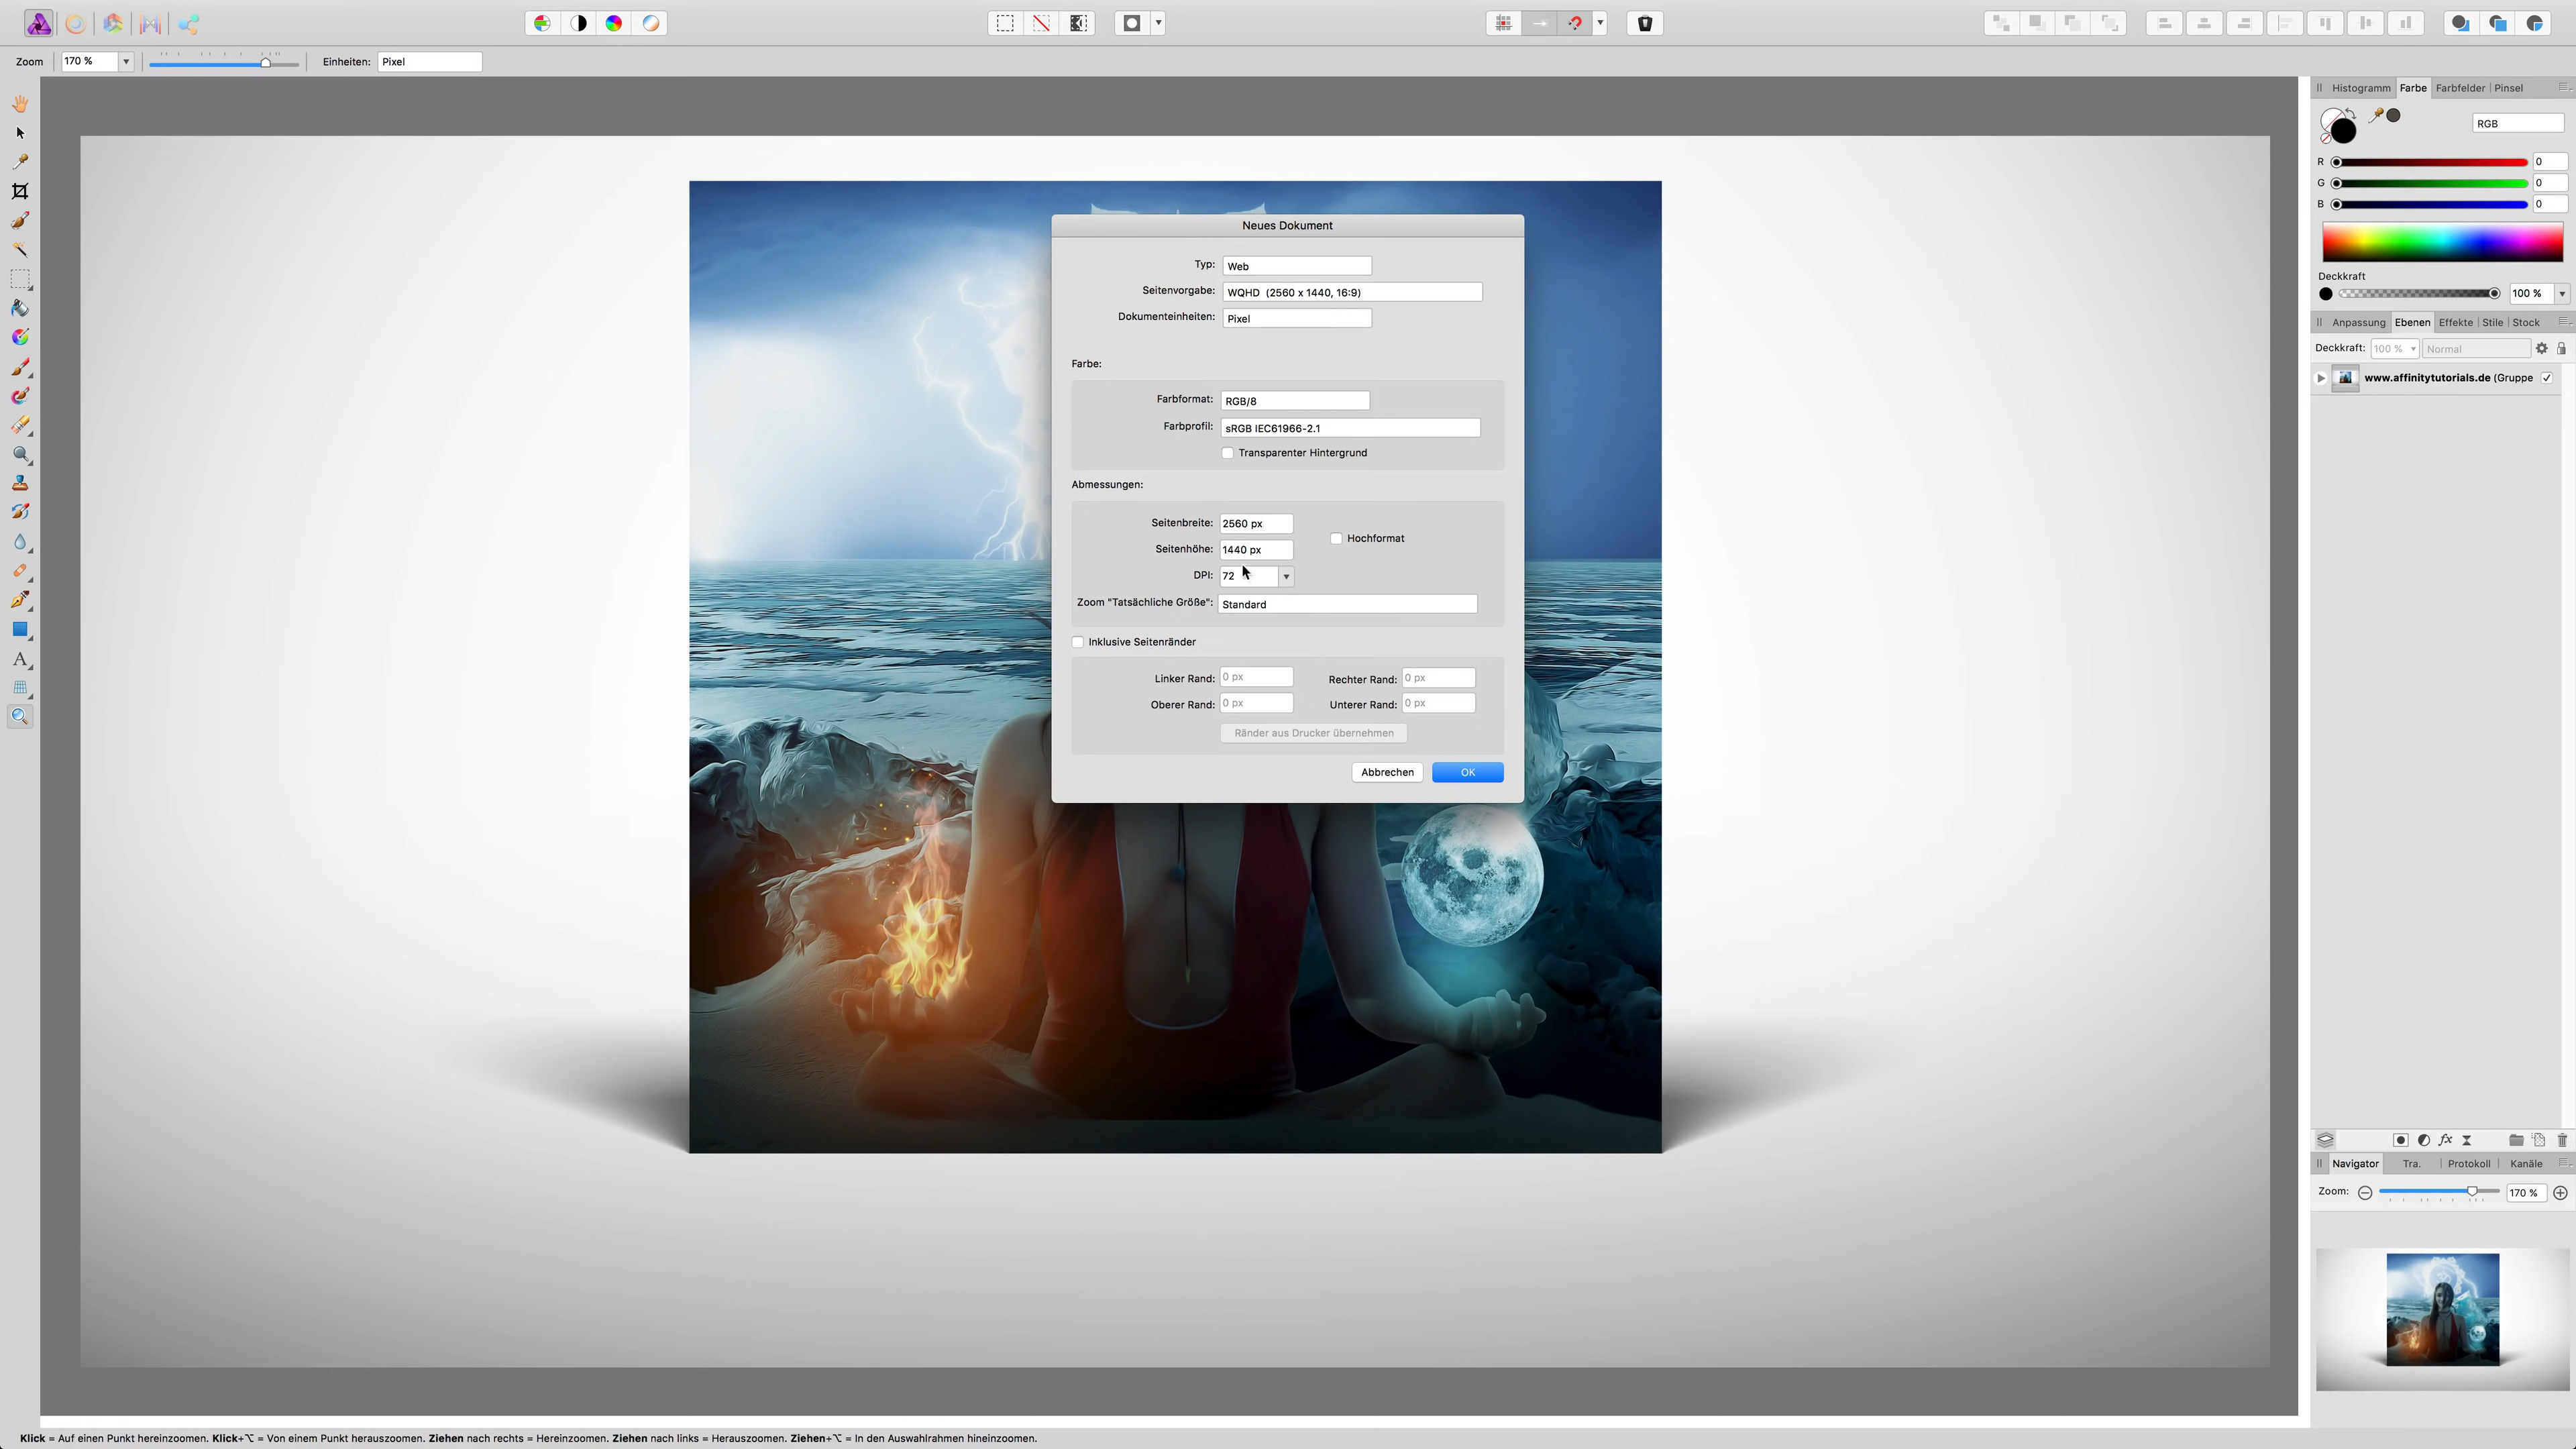 Zoom 170 % Einheiten: Pixel
Histogramm Farbe Farbfelder Pinsel
RGB
R 0
G 0
B 0
Deckkraft
100 %
Anpassung Ebenen Effekte Stile Stock
Deckkraft: 100 % Normal
www.affinitytutorials.de (Gruppe
Neues Dokument
Typ: Web
Seitenvorgabe: WQHD (2560 x 1440, 16:9)
Dokumenteinheiten: Pixel
Farbe:
Farbformat: RGB/8
Farbprofil: sRGB IEC61966-2.1
Transparenter Hintergrund
Abmessungen:
Seitenbreite: 2560 px
Seitenhöhe: 1440 px
Hochformat
DPI: 72
Zoom "Tatsächliche Größe": Standard
Inklusive Seitenränder
Linker Rand: 0 px Rechter Rand: 0 px
Oberer Rand: 0 px Unterer Rand: 0 px
Ränder aus Drucker übernehmen
Abbrechen OK
A
fx
Navigator Tra. Protokoll Kanäle
Zoom: 170 %
Klick = Auf einen Punkt hereinzoomen. Klick+⌥ = Von einem Punkt herauszoomen. Ziehen nach rechts = Hereinzoomen. Ziehen nach links = Herauszoomen. Ziehen+⌥ = In den Auswahlrahmen hineinzoomen.